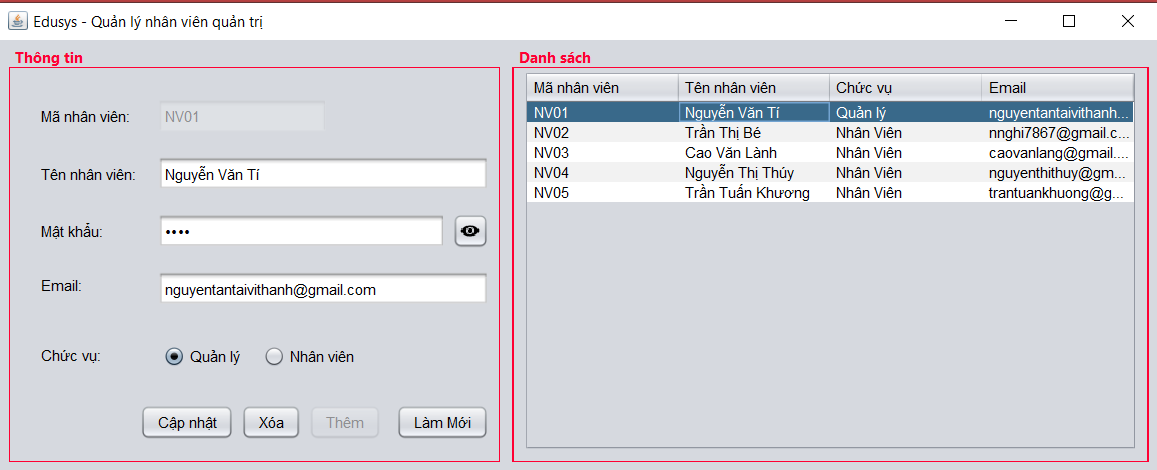 Edusys - Quản lý nhân viên quản trị
Thông tin
Mã nhân viên: NV01
Tên nhân viên: Nguyễn Văn Tí
Mật khẩu: ••••
Email: nguyentantaivithanh@gmail.com
Chức vụ: Quản lý Nhân viên
Cập nhật Xóa Thêm Làm Mới
Danh sách
Mã nhân viên Tên nhân viên Chức vụ Email
NV01 Nguyễn Văn Tí Quản lý nguyentantaivithanh...
NV02 Trần Thị Bé Nhân Viên nnghi7867@gmail.c...
NV03 Cao Văn Lành Nhân Viên caovanlang@gmail....
NV04 Nguyễn Thị Thúy Nhân Viên nguyenthithuy@gm...
NV05 Trần Tuấn Khương Nhân Viên trantuankhuong@g...